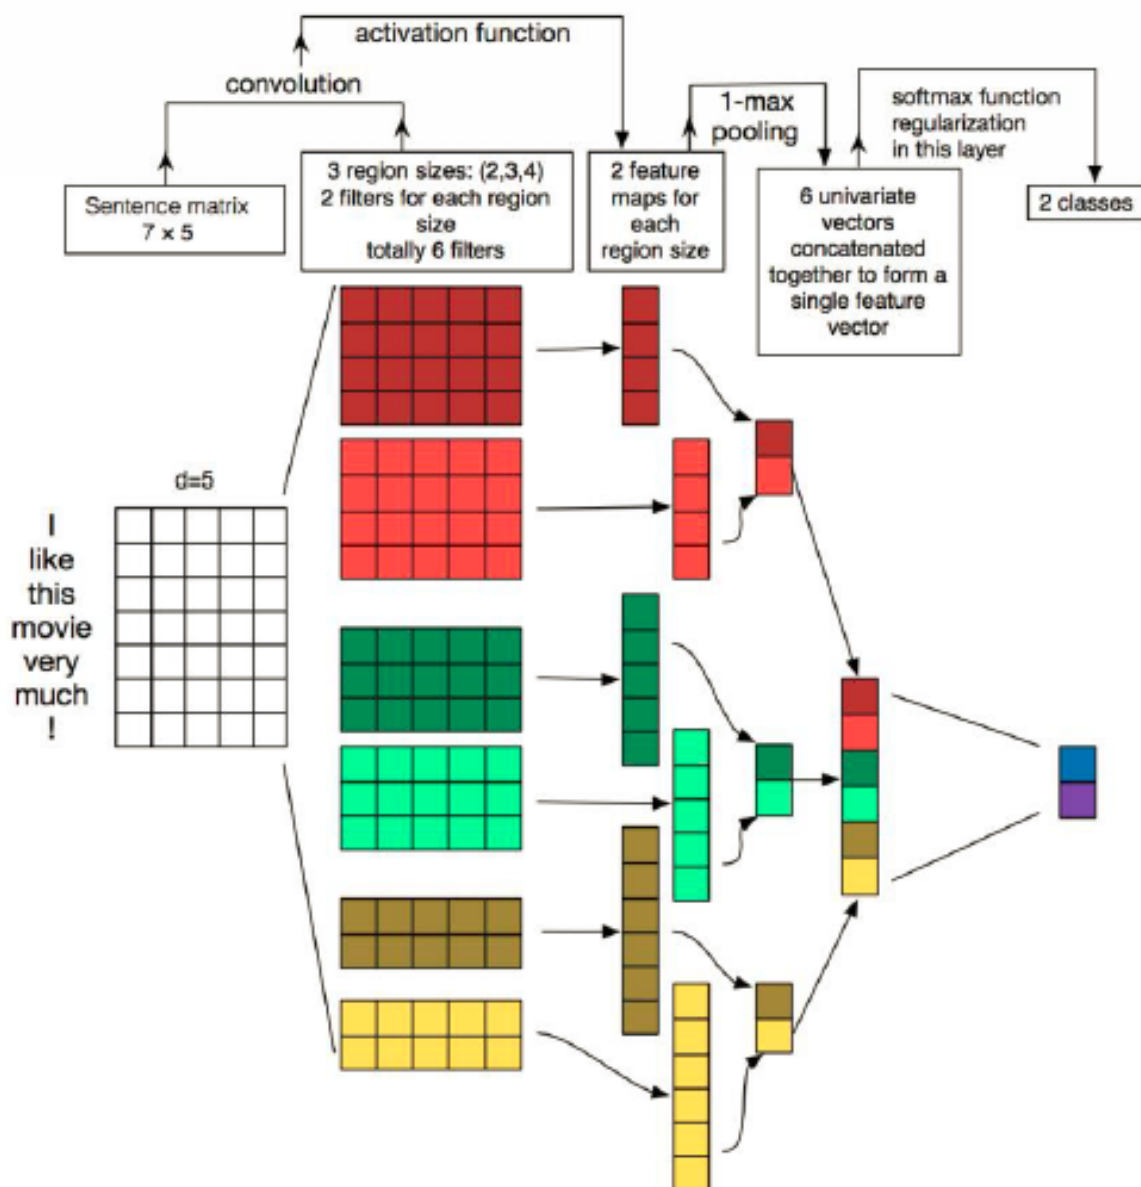 activation function
convolution
1-max
pooling
softmax function
regularization
in this layer
Sentence matrix
7 × 5
3 region sizes: (2,3,4)
2 filters for each region
size
totally 6 filters
2 feature
maps for
each
region size
6 univariate
vectors
concatenated
together to form a
single feature
vector
2 classes
d=5
I
like
this
movie
very
much
!